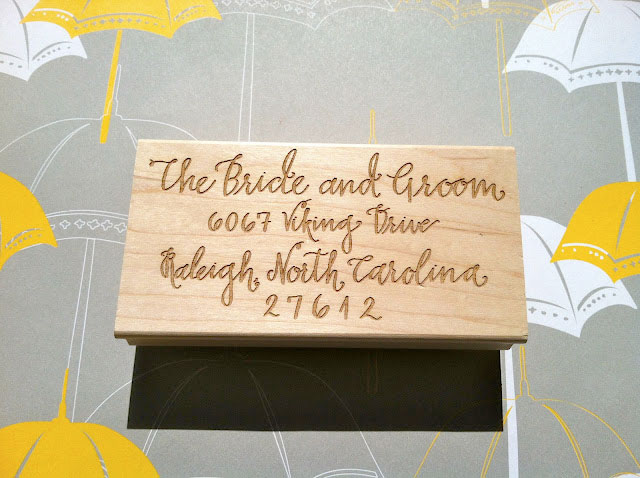 The Bride and Groom
6067 Viking Drive
Raleigh, North Carolina
27612